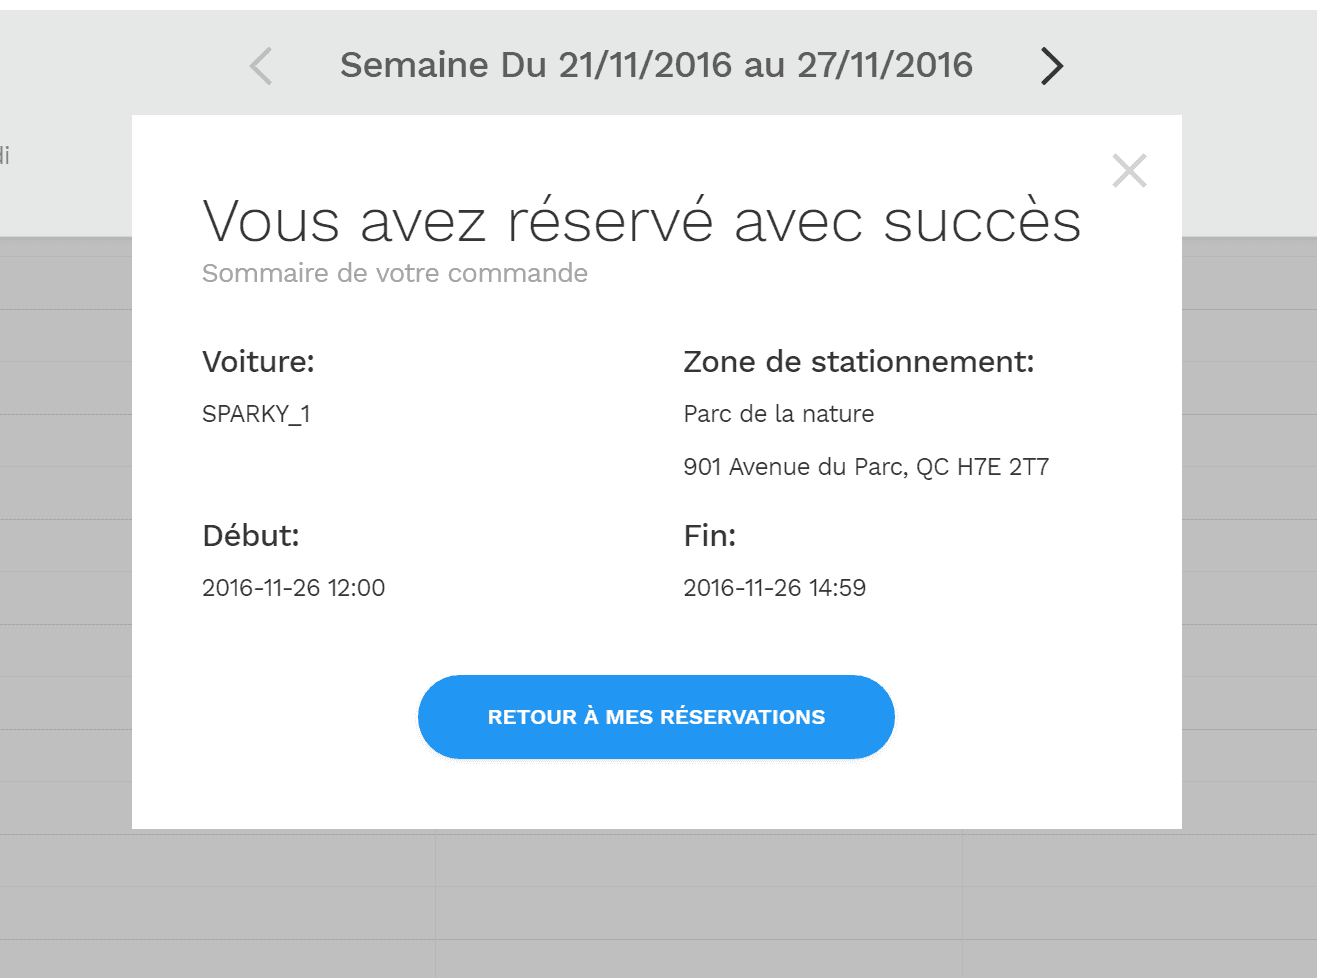 Semaine Du 21/11/2016 au 27/11/2016
di
Vous avez réservé avec succès
Sommaire de votre commande
Voiture:
SPARKY_1
Zone de stationnement:
Parc de la nature
901 Avenue du Parc, QC H7E 2T7
Début:
2016-11-26 12:00
Fin:
2016-11-26 14:59
RETOUR À MES RÉSERVATIONS